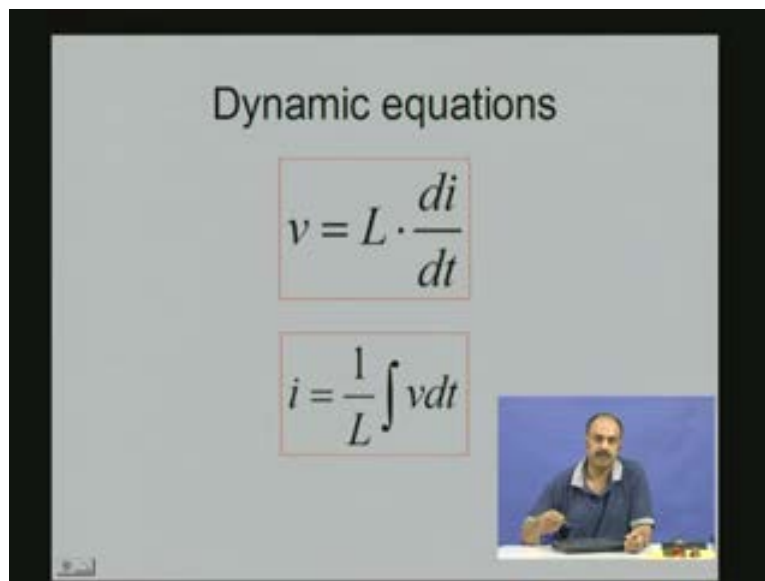 Dynamic equations
v = L · di/dt
i = 1/L ∫ vdt